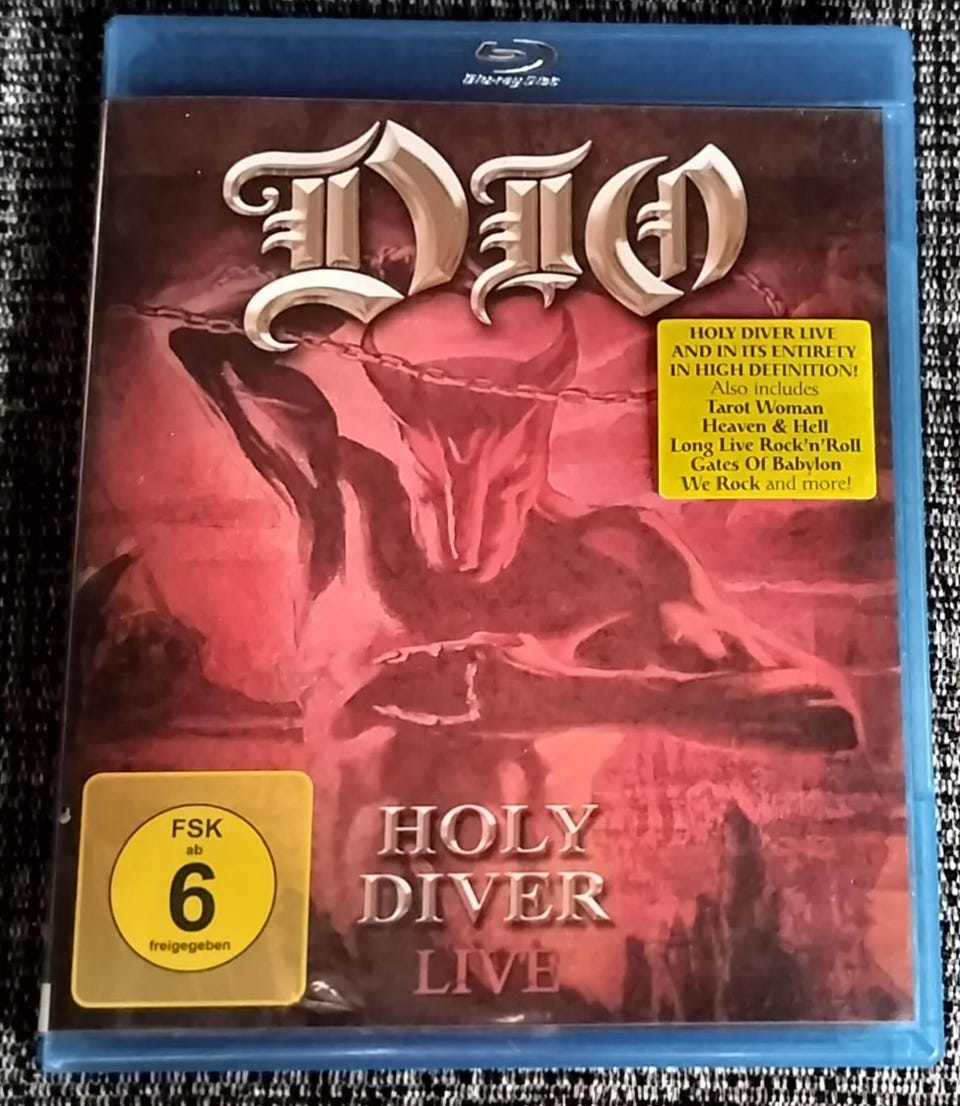 Blu-ray Disc
DIO
HOLY DIVER LIVE
AND IN ITS ENTIRETY
IN HIGH DEFINITION!
Also includes
Tarot Woman
Heaven & Hell
Long Live Rock'n'Roll
Gates Of Babylon
We Rock and more!
FSK
ab
6
freigegeben
HOLY
DIVER
LIVE